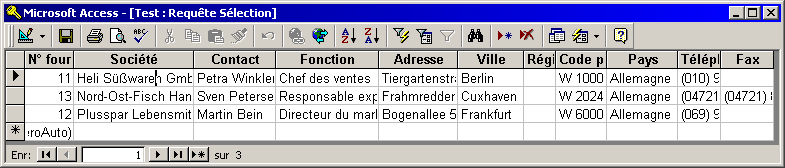 Microsoft Access - [Test : Requête Sélection]
N° four Société Contact Fonction Adresse Ville Régi Code p Pays Téléph Fax
11 Heli Süßwaren Gmb Petra Winkler Chef des ventes Tiergartenstra Berlin W 1000 Allemagne (010) 9
13 Nord-Ost-Fisch Han Sven Peterse Responsable exp Frahmredder Cuxhaven W 2024 Allemagne (04721 (04721) 8
12 Plusspar Lebensmitt Martin Bein Directeur du marl Bogenallee 5 Frankfurt W 6000 Allemagne (069) 9
eroAuto)
Enr: 1 sur 3